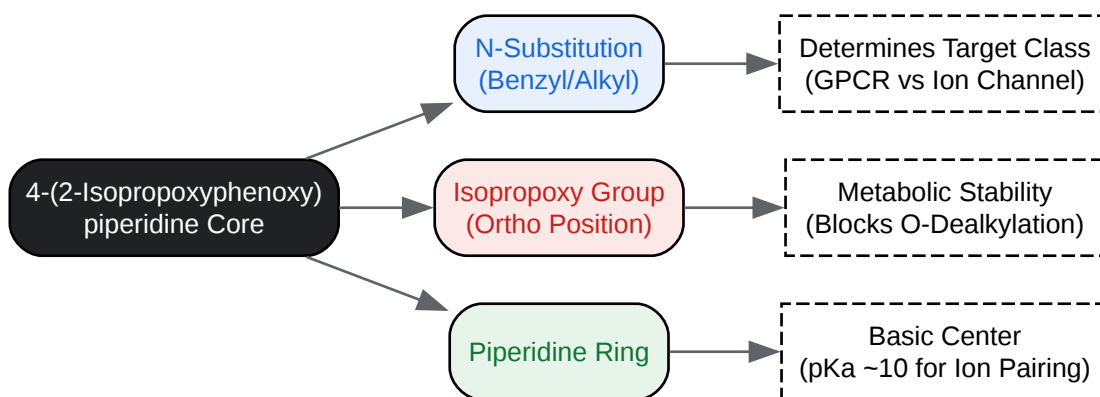 4-(2-Isopropoxyphenoxy)
piperidine Core
N-Substitution
(Benzyl/Alkyl)
Determines Target Class
(GPCR vs Ion Channel)
Isopropoxy Group
(Ortho Position)
Metabolic Stability
(Blocks O-Dealkylation)
Piperidine Ring
Basic Center
(pKa ~10 for Ion Pairing)